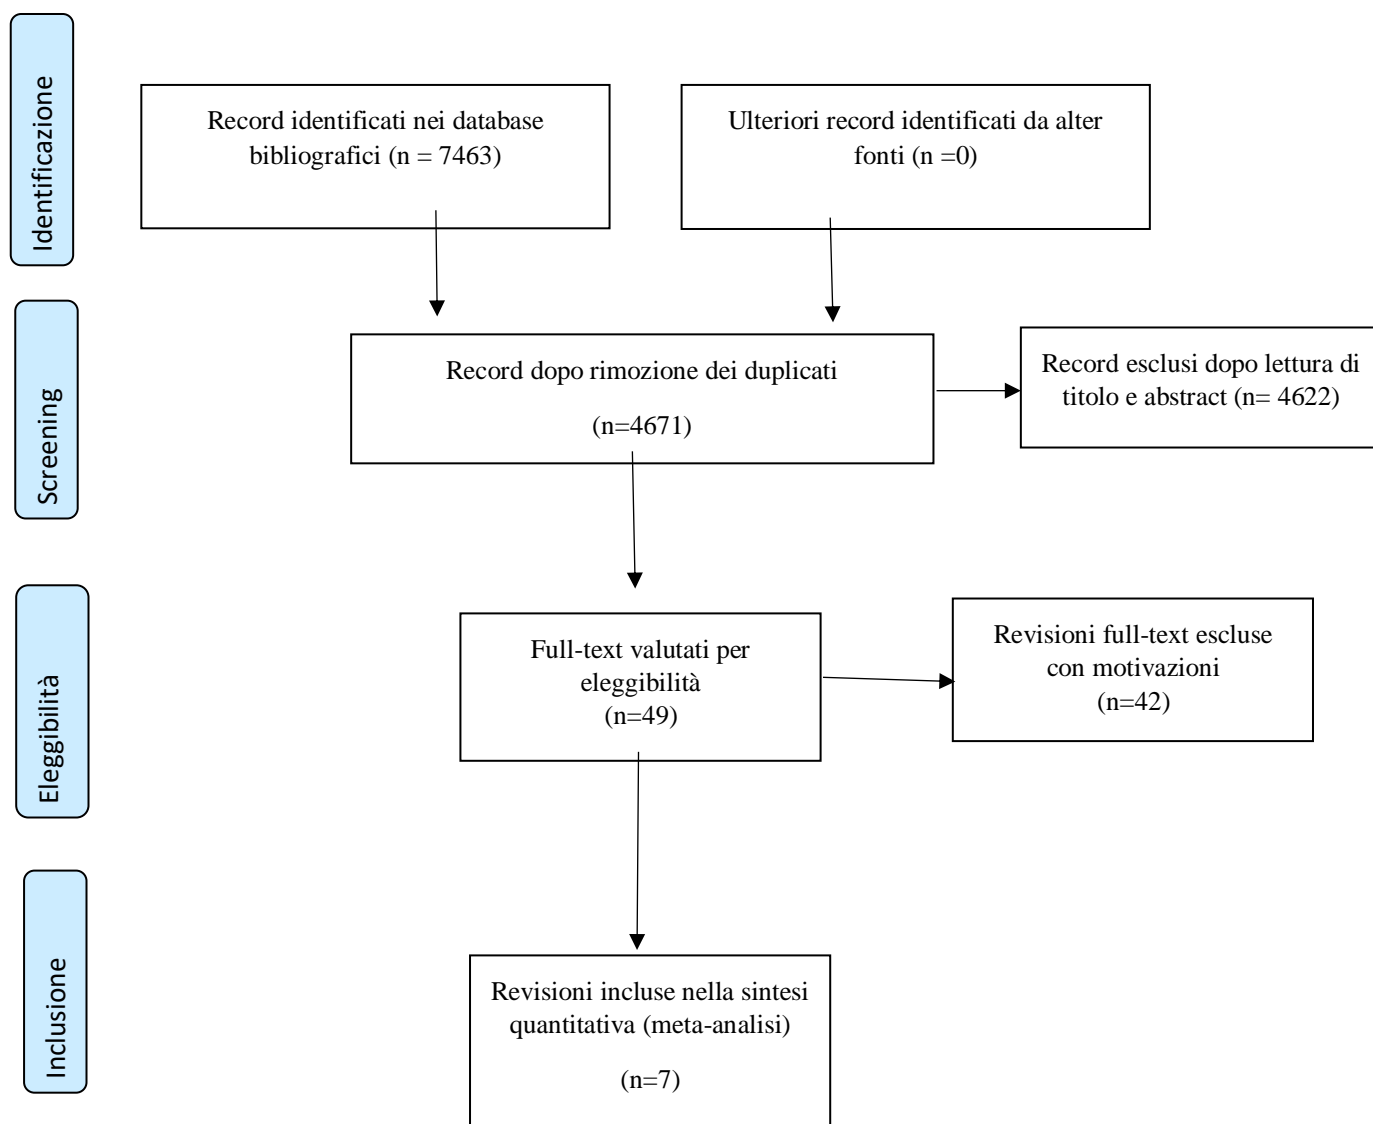 Identificazione
Record identificati nei database
bibliografici (n = 7463)
Ulteriori record identificati da alter
fonti (n =0)
Screening
Record dopo rimozione dei duplicati
(n=4671)
Record esclusi dopo lettura di
titolo e abstract (n= 4622)
Eleggibilità
Full-text valutati per
eleggibilità
(n=49)
Revisioni full-text escluse
con motivazioni
(n=42)
Inclusione
Revisioni incluse nella sintesi
quantitativa (meta-analisi)
(n=7)